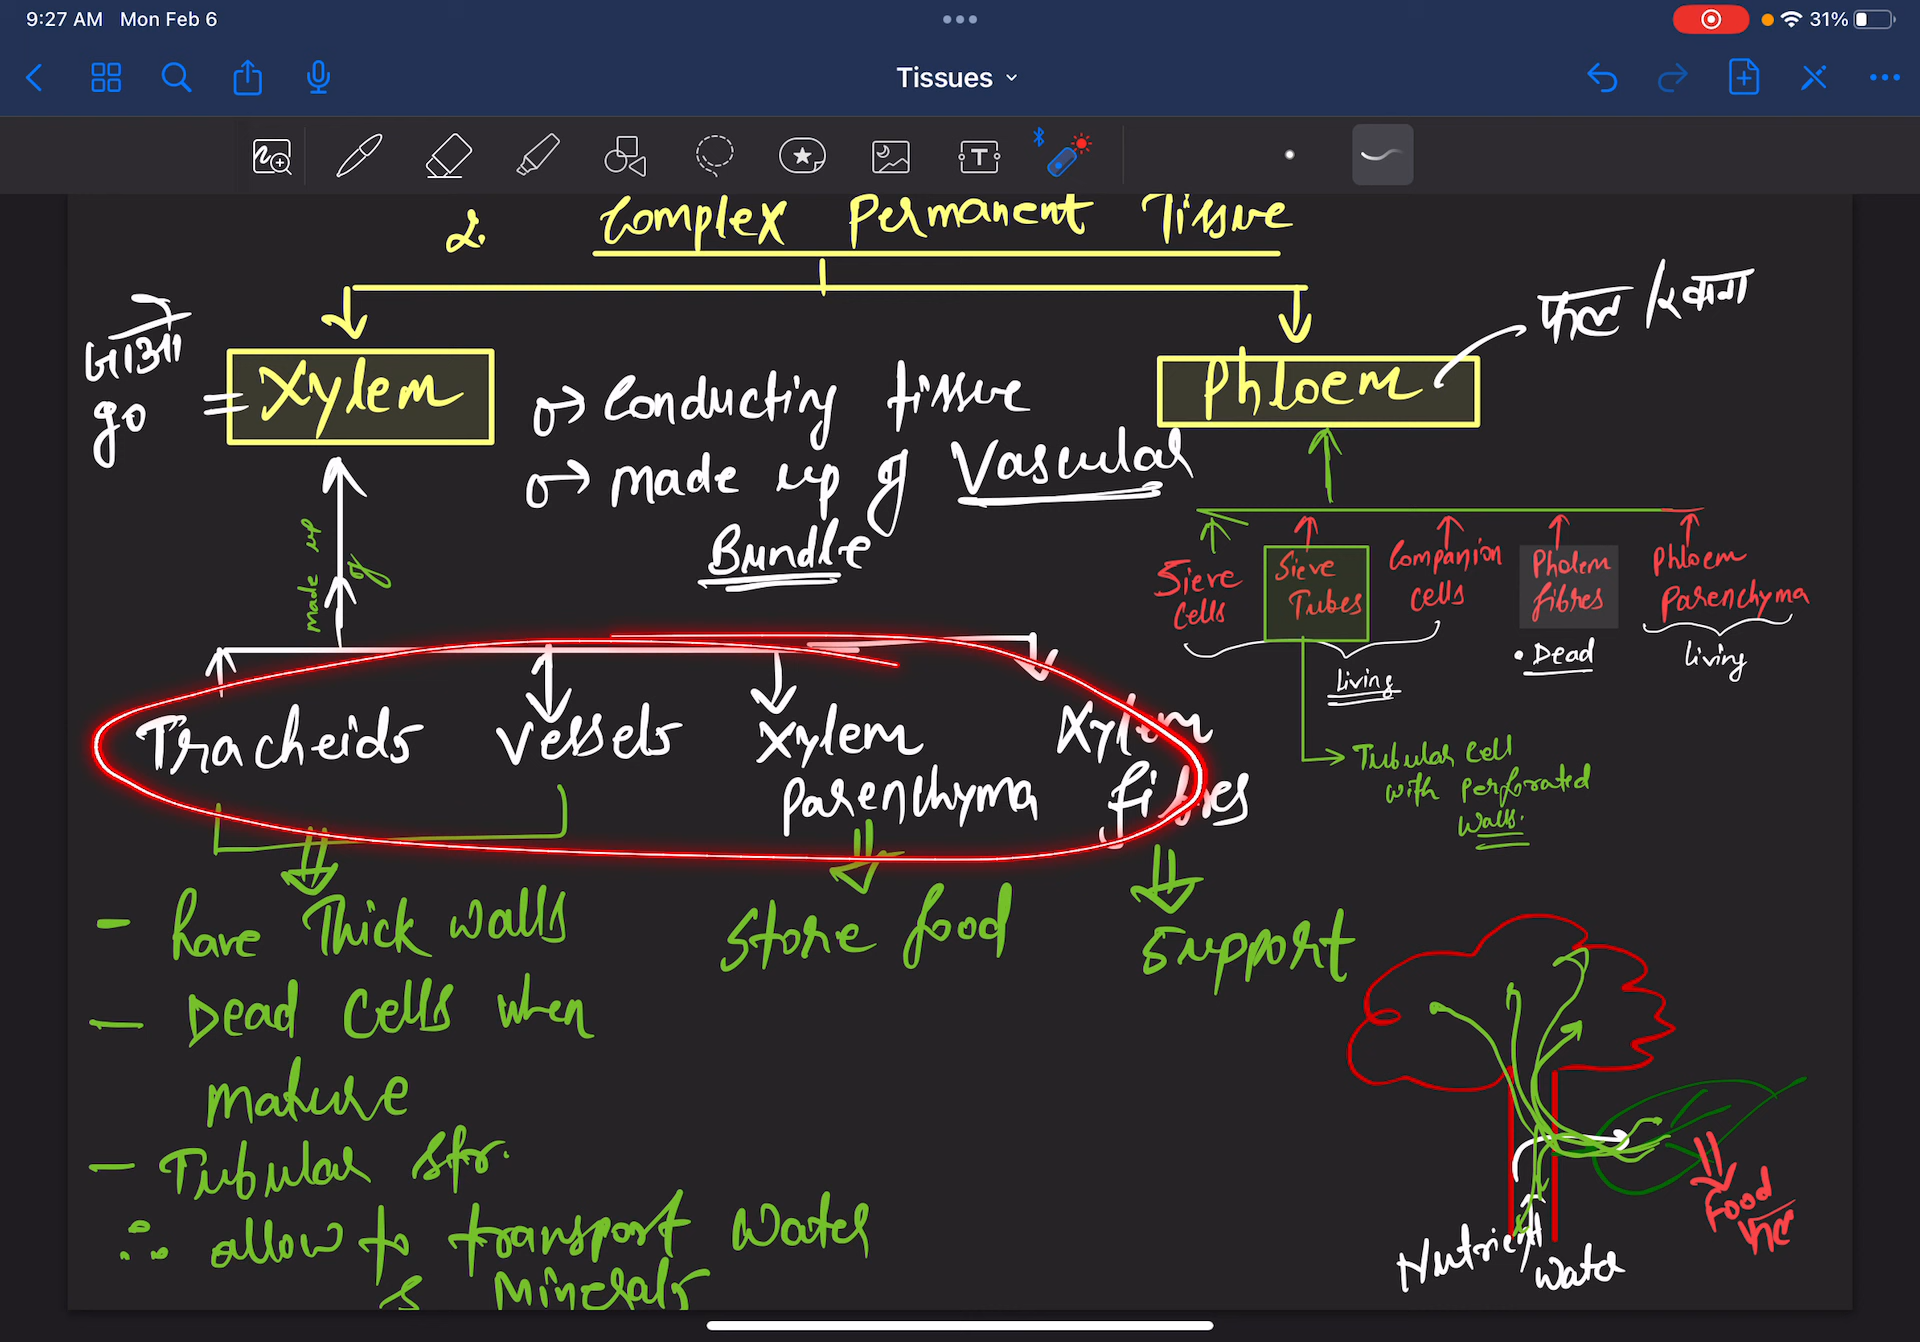 9:27 AM Mon Feb 6
31%
Tissues
T
2. Complex Permanent Tissue
जाओ
go
= Xylem
Conducting tissue
made up of Vascular
Bundle
Phloem
made up of
Sieve Cells
Sieve Tubes
Companion Cells
Pholem fibres
Phloem Parenchyma
Living
• Dead
living
Tracheids
Vessels
Xylem Parenchyma
Xylem fibres
Tubular Cell
with Perforated
Walls.
- have Thick walls
- Dead Cells when
mature
- Tubular str.
∴ allow to transport Water
& Minerals
Store food
Support
Nutrient/
Water
Food